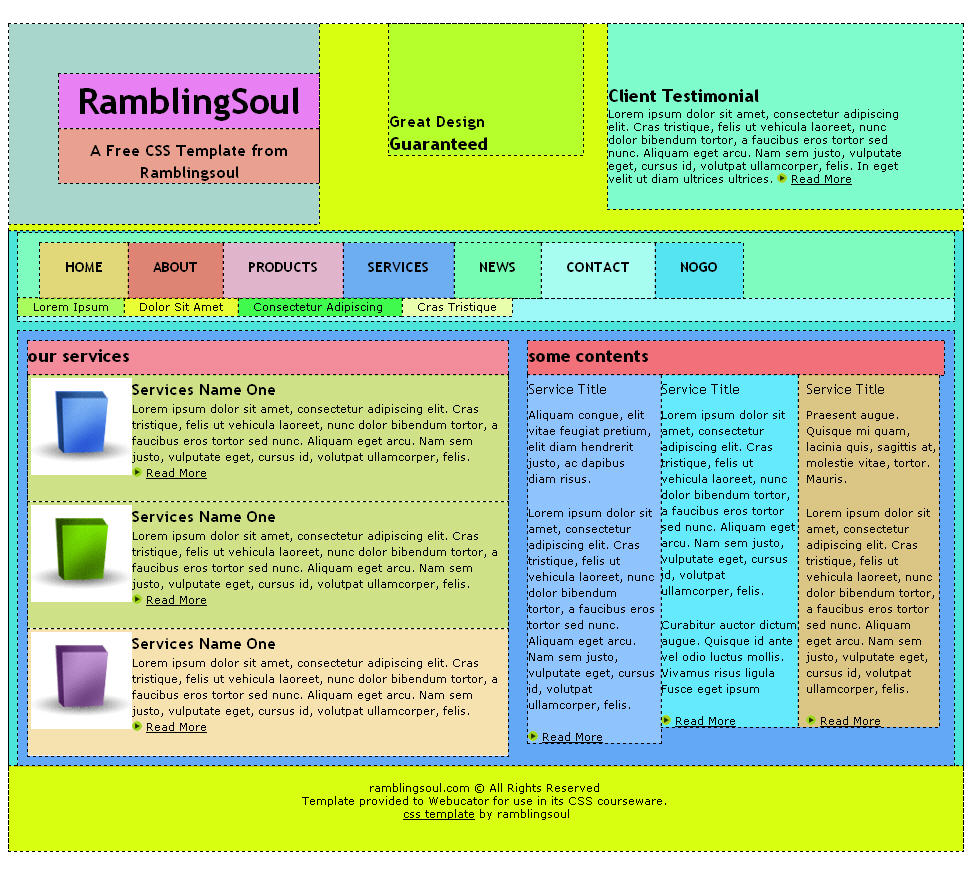 RamblingSoul
A Free CSS Template from
Ramblingsoul
Great Design
Guaranteed
Client Testimonial
Lorem ipsum dolor sit amet, consectetur adipiscing
elit. Cras tristique, felis ut vehicula laoreet, nunc
dolor bibendum tortor, a faucibus eros tortor sed
nunc. Aliquam eget arcu. Nam sem justo, vulputate
eget, cursus id, volutpat ullamcorper, felis. In eget
velit ut diam ultrices ultrices. Read More
HOME ABOUT PRODUCTS SERVICES NEWS CONTACT NOGO
Lorem Ipsum Dolor Sit Amet Consectetur Adipiscing Cras Tristique
our services
Services Name One
Lorem ipsum dolor sit amet, consectetur adipiscing elit. Cras
tristique, felis ut vehicula laoreet, nunc dolor bibendum tortor, a
faucibus eros tortor sed nunc. Aliquam eget arcu. Nam sem
justo, vulputate eget, cursus id, volutpat ullamcorper, felis.
Read More
Services Name One
Lorem ipsum dolor sit amet, consectetur adipiscing elit. Cras
tristique, felis ut vehicula laoreet, nunc dolor bibendum tortor, a
faucibus eros tortor sed nunc. Aliquam eget arcu. Nam sem
justo, vulputate eget, cursus id, volutpat ullamcorper, felis.
Read More
Services Name One
Lorem ipsum dolor sit amet, consectetur adipiscing elit. Cras
tristique, felis ut vehicula laoreet, nunc dolor bibendum tortor, a
faucibus eros tortor sed nunc. Aliquam eget arcu. Nam sem
justo, vulputate eget, cursus id, volutpat ullamcorper, felis.
Read More
some contents
Service Title
Aliquam congue, elit
vitae feugiat pretium,
elit diam hendrerit
justo, ac dapibus
diam risus.
Lorem ipsum dolor sit
amet, consectetur
adipiscing elit. Cras
tristique, felis ut
vehicula laoreet, nunc
dolor bibendum
tortor, a faucibus eros
tortor sed nunc.
Aliquam eget arcu.
Nam sem justo,
vulputate eget, cursus
id, volutpat
ullamcorper, felis.
Read More
Service Title
Lorem ipsum dolor sit
amet, consectetur
adipiscing elit. Cras
tristique, felis ut
vehicula laoreet, nunc
dolor bibendum tortor,
a faucibus eros tortor
sed nunc. Aliquam eget
arcu. Nam sem justo,
vulputate eget, cursus
id, volutpat
ullamcorper, felis.
Curabitur auctor dictum
augue. Quisque id ante
vel odio luctus mollis.
Vivamus risus ligula
Fusce eget ipsum
Read More
Service Title
Praesent augue.
Quisque mi quam,
lacinia quis, sagittis at,
molestie vitae, tortor.
Mauris.
Lorem ipsum dolor sit
amet, consectetur
adipiscing elit. Cras
tristique, felis ut
vehicula laoreet, nunc
dolor bibendum tortor,
a faucibus eros tortor
sed nunc. Aliquam
eget arcu. Nam sem
justo, vulputate eget,
cursus id, volutpat
ullamcorper, felis.
Read More
ramblingsoul.com © All Rights Reserved
Template provided to Webucator for use in its CSS courseware.
css template by ramblingsoul